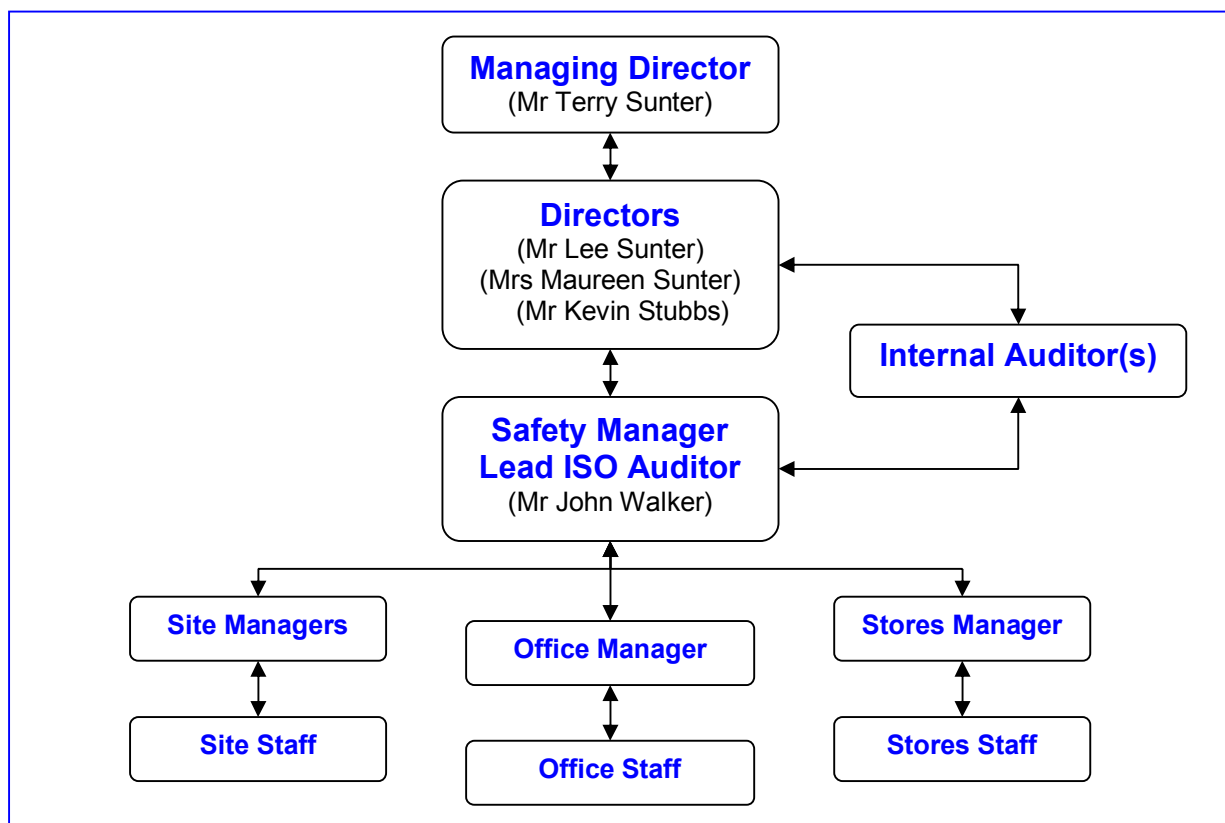 Managing Director
(Mr Terry Sunter)
Directors
(Mr Lee Sunter)
(Mrs Maureen Sunter)
(Mr Kevin Stubbs)
Internal Auditor(s)
Safety Manager
Lead ISO Auditor
(Mr John Walker)
Site Managers
Office Manager
Stores Manager
Site Staff
Office Staff
Stores Staff